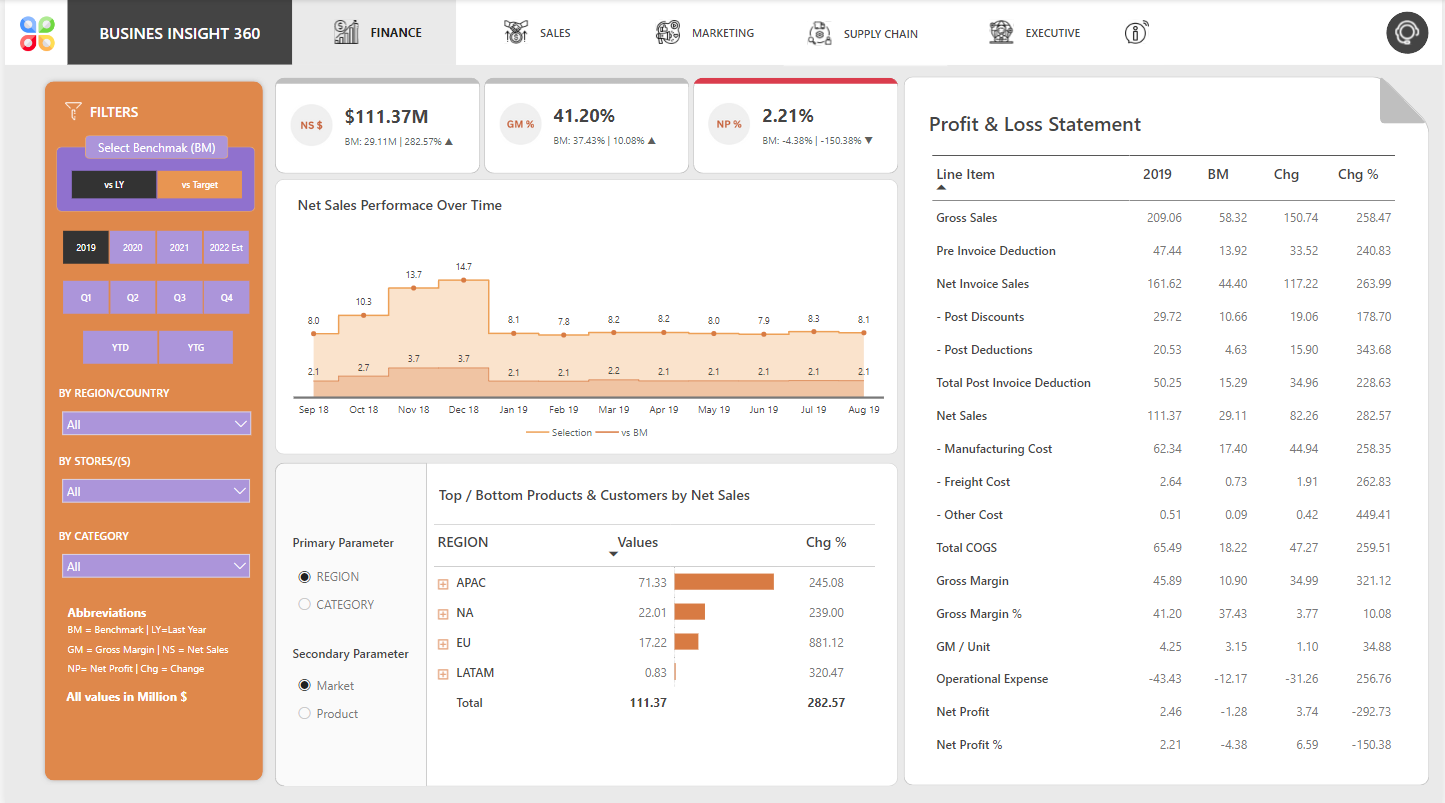 BUSINES INSIGHT 360
FINANCE
SALES
MARKETING
SUPPLY CHAIN
EXECUTIVE
FILTERS
Select Benchmak (BM)
vs LY vs Target
2019 2020 2021 2022 Est
Q1 Q2 Q3 Q4
YTD YTG
BY REGION/COUNTRY
All
BY STORES/(S)
All
BY CATEGORY
All
Abbreviations
BM = Benchmark | LY=Last Year
GM = Gross Margin | NS = Net Sales
NP= Net Profit | Chg = Change
All values in Million $
NS $
$111.37M
BM: 29.11M | 282.57% ▲
GM %
41.20%
BM: 37.43% | 10.08% ▲
NP %
2.21%
BM: -4.38% | -150.38% ▼
Net Sales Performace Over Time
8.0 10.3 13.7 14.7 8.1 7.8 8.2 8.2 8.0 7.9 8.3 8.1
2.1 2.7 3.7 3.7 2.1 2.1 2.2 2.1 2.1 2.1 2.1 2.1
Sep 18 Oct 18 Nov 18 Dec 18 Jan 19 Feb 19 Mar 19 Apr 19 May 19 Jun 19 Jul 19 Aug 19
Selection vs BM
Primary Parameter
REGION
CATEGORY
Secondary Parameter
Market
Product
Top / Bottom Products & Customers by Net Sales
REGION Values Chg %
APAC 71.33 245.08
NA 22.01 239.00
EU 17.22 881.12
LATAM 0.83 320.47
Total 111.37 282.57
Profit & Loss Statement
Line Item 2019 BM Chg Chg %
Gross Sales 209.06 58.32 150.74 258.47
Pre Invoice Deduction 47.44 13.92 33.52 240.83
Net Invoice Sales 161.62 44.40 117.22 263.99
- Post Discounts 29.72 10.66 19.06 178.70
- Post Deductions 20.53 4.63 15.90 343.68
Total Post Invoice Deduction 50.25 15.29 34.96 228.63
Net Sales 111.37 29.11 82.26 282.57
- Manufacturing Cost 62.34 17.40 44.94 258.35
- Freight Cost 2.64 0.73 1.91 262.83
- Other Cost 0.51 0.09 0.42 449.41
Total COGS 65.49 18.22 47.27 259.51
Gross Margin 45.89 10.90 34.99 321.12
Gross Margin % 41.20 37.43 3.77 10.08
GM / Unit 4.25 3.15 1.10 34.88
Operational Expense -43.43 -12.17 -31.26 256.76
Net Profit 2.46 -1.28 3.74 -292.73
Net Profit % 2.21 -4.38 6.59 -150.38